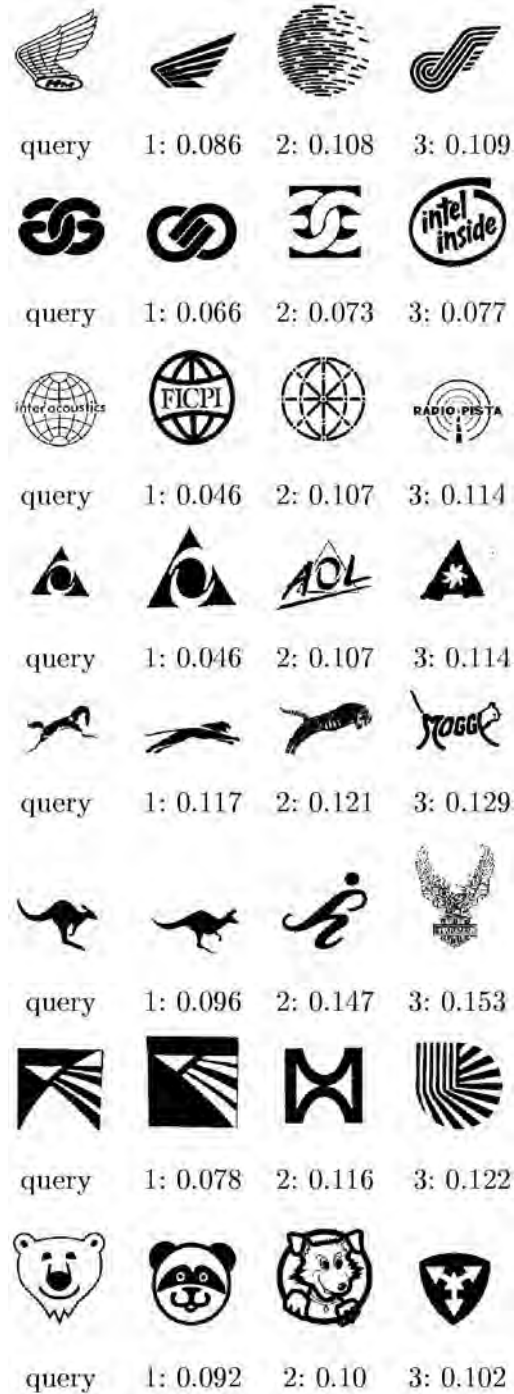 query 1: 0.086 2: 0.108 3: 0.109
intel
inside
query 1: 0.066 2: 0.073 3: 0.077
inter acoustics FICPI RADIO PISTA
query 1: 0.046 2: 0.107 3: 0.114
AOL A
query 1: 0.046 2: 0.107 3: 0.114
MOGGY
query 1: 0.117 2: 0.121 3: 0.129
query 1: 0.096 2: 0.147 3: 0.153
query 1: 0.078 2: 0.116 3: 0.122
query 1: 0.092 2: 0.10 3: 0.102